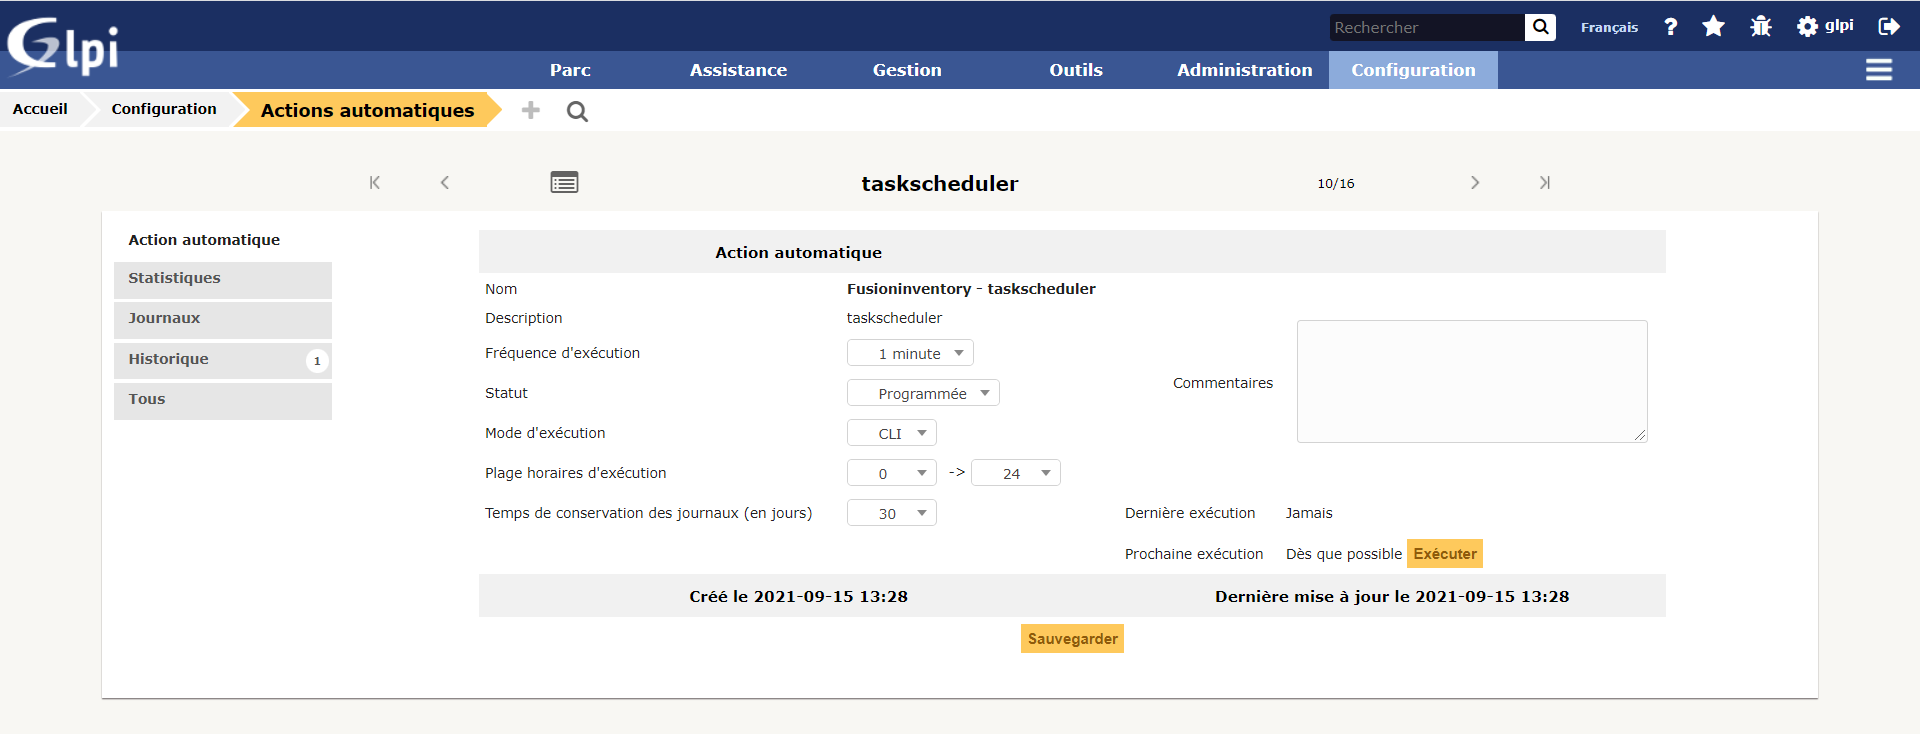 Glpi
Rechercher
Français
?
glpi
Parc
Assistance
Gestion
Outils
Administration
Configuration
Accueil
Configuration
Actions automatiques
taskscheduler
10/16
Action automatique
Statistiques
Journaux
Historique
1
Tous
Action automatique
Nom
Fusioninventory - taskscheduler
Description
taskscheduler
Fréquence d'exécution
1 minute
Statut
Programmée
Commentaires
Mode d'exécution
CLI
Plage horaires d'exécution
0
->
24
Temps de conservation des journaux (en jours)
30
Dernière exécution
Jamais
Prochaine exécution
Dès que possible
Exécuter
Créé le 2021-09-15 13:28
Dernière mise à jour le 2021-09-15 13:28
Sauvegarder